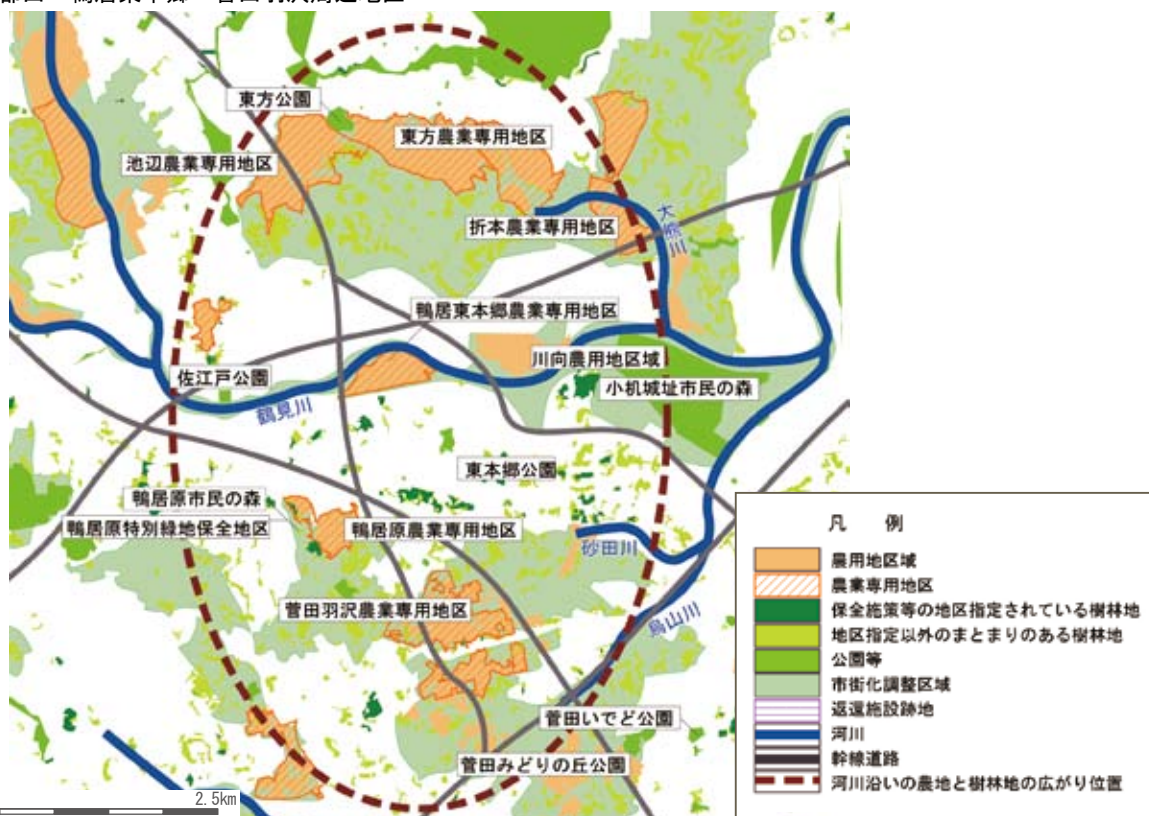 東方公園
東方農業専用地区
池辺農業専用地区
折本農業専用地区
大熊川
鴨居東本郷農業専用地区
川向農用地区域
佐江戸公園
小机城址市民の森
鶴見川
東本郷公園
鴨居原市民の森
鴨居原特別緑地保全地区
鴨居原農業専用地区
砂田川
菅田羽沢農業専用地区
鳥山川
菅田いでど公園
菅田みどりの丘公園
2.5km
凡 例
農用地区域
農業専用地区
保全施策等の地区指定されている樹林地
地区指定以外のまとまりのある樹林地
公園等
市街化調整区域
返還施設跡地
河川
幹線道路
河川沿いの農地と樹林地の広がり位置